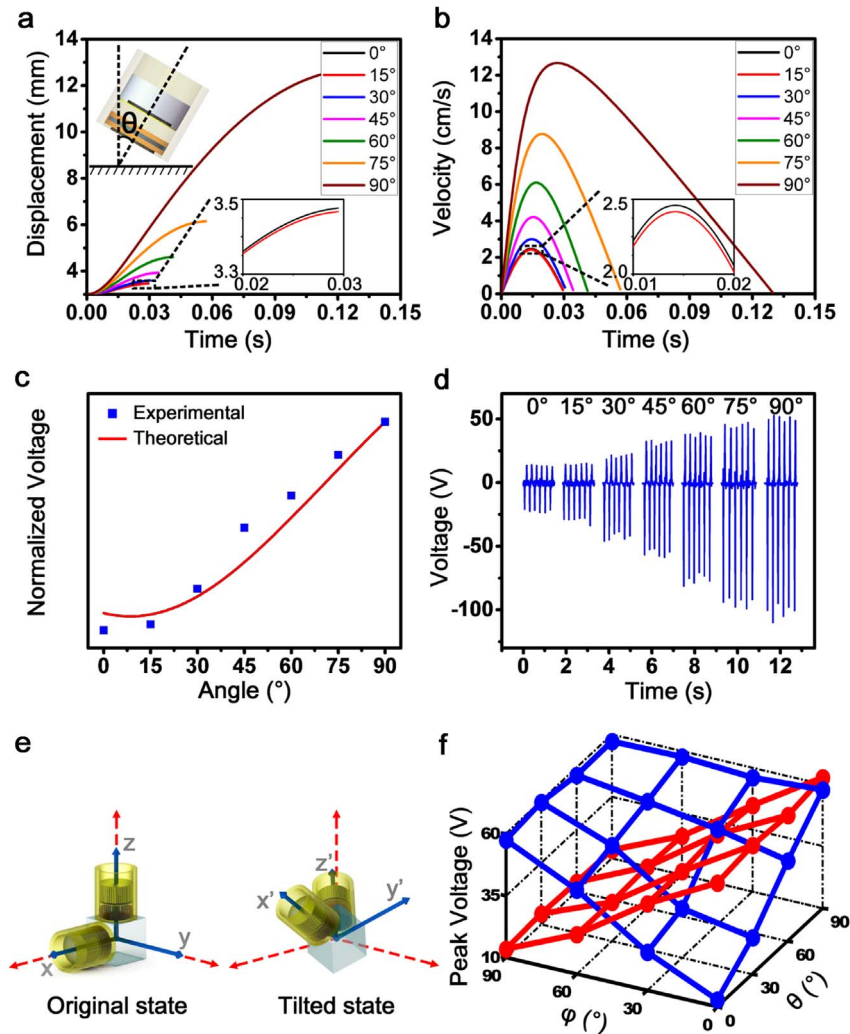 a
14
12
10
8
6
4
Displacement (mm)
0.00 0.03 0.06 0.09 0.12 0.15
Time (s)
θ
0°
15°
30°
45°
60°
75°
90°
3.5
3.3
0.02 0.03
b
14
12
10
8
6
4
2
0
Velocity (cm/s)
0.00 0.03 0.06 0.09 0.12 0.15
Time (s)
0°
15°
30°
45°
60°
75°
90°
2.5
2.0
0.01 0.02
c
Normalized Voltage
Experimental
Theoretical
0 15 30 45 60 75 90
Angle (°)
d
0° 15° 30° 45° 60° 75° 90°
50
0
-50
-100
Voltage (V)
0 2 4 6 8 10 12
Time (s)
e
z
x
y
Original state
z'
x'
y'
Tilted state
f
Peak Voltage (V)
60
35
10
90
60
30
0
φ (°)
0
30
60
90
θ (°)